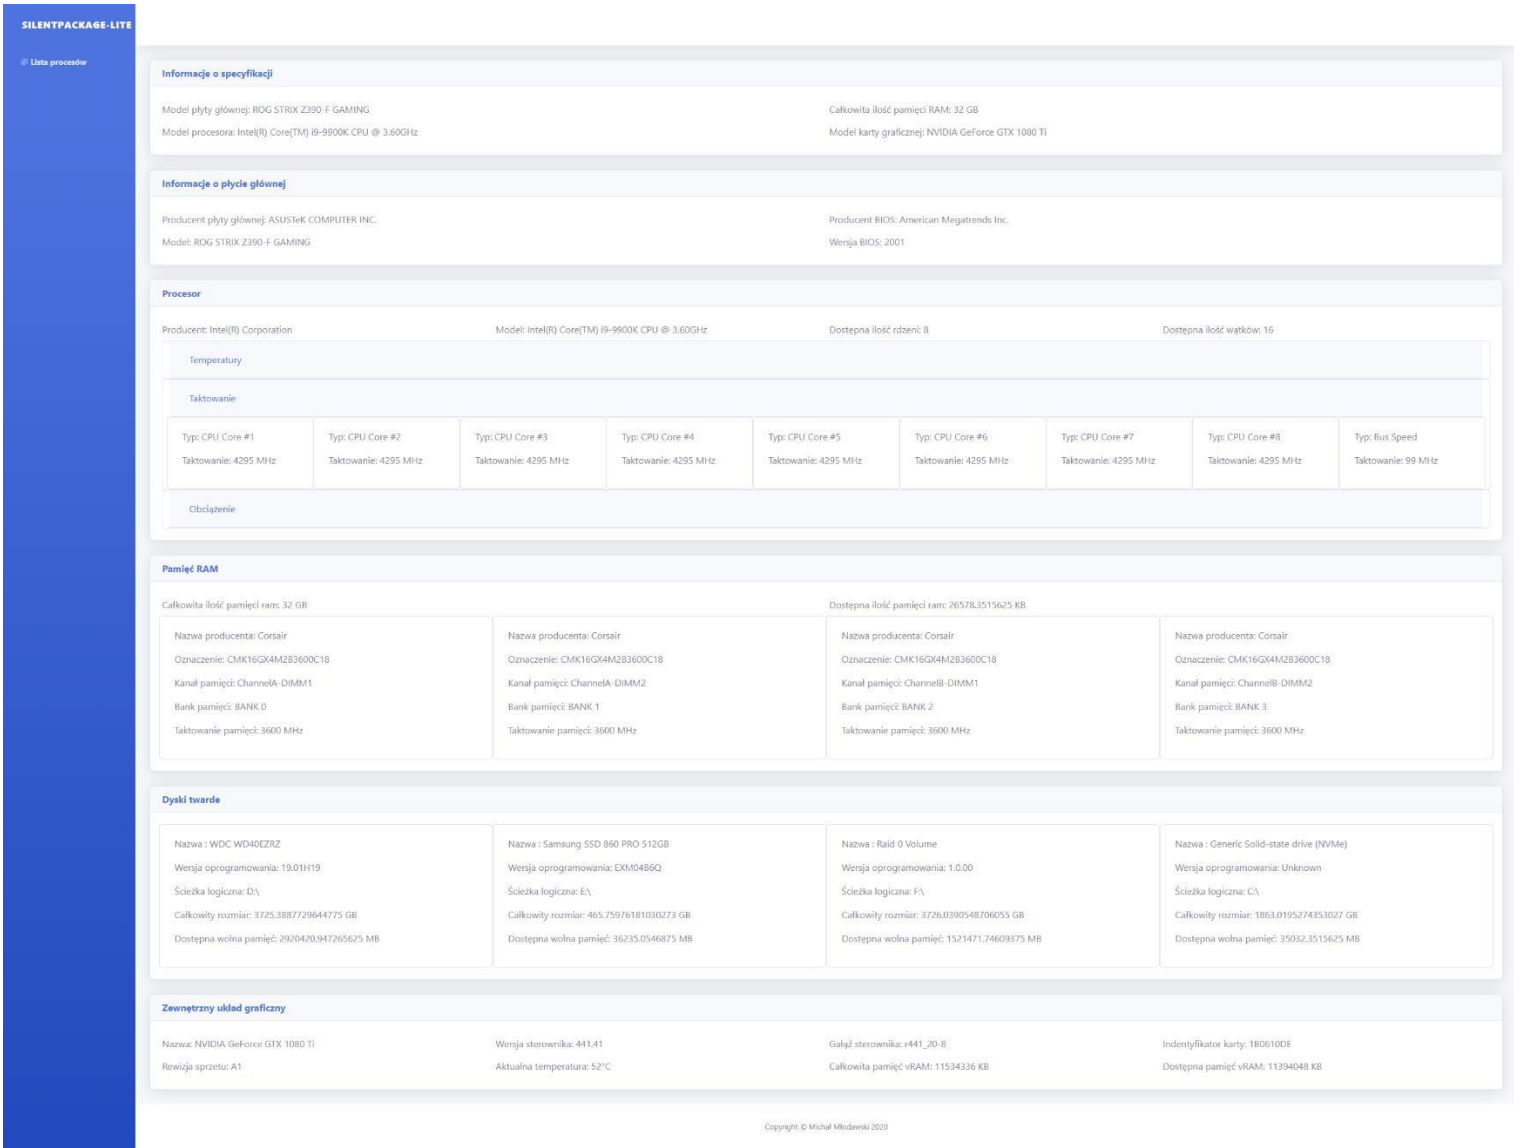 SILENTPACKAGE-LITE
Lista procesów
Informacje o specyfikacji
Model płyty głównej: ROG STRIX Z390-F GAMING
Całkowita ilość pamięci RAM: 32 GB
Model procesora: Intel(R) Core(TM) i9-9900K CPU @ 3.60GHz
Model karty graficznej: NVIDIA GeForce GTX 1080 Ti
Informacje o płycie głównej
Producent płyty głównej: ASUSTeK COMPUTER INC.
Producent BIOS: American Megatrends Inc.
Model: ROG STRIX Z390-F GAMING
Wersja BIOS: 2001
Procesor
Producent: Intel(R) Corporation
Model: Intel(R) Core(TM) i9-9900K CPU @ 3.60GHz
Dostępna ilość rdzeni: 8
Dostępna ilość wątków: 16
Temperatury
Taktowanie
Typ: CPU Core #1
Taktowanie: 4295 MHz
Typ: CPU Core #2
Taktowanie: 4295 MHz
Typ: CPU Core #3
Taktowanie: 4295 MHz
Typ: CPU Core #4
Taktowanie: 4295 MHz
Typ: CPU Core #5
Taktowanie: 4295 MHz
Typ: CPU Core #6
Taktowanie: 4295 MHz
Typ: CPU Core #7
Taktowanie: 4295 MHz
Typ: CPU Core #8
Taktowanie: 4295 MHz
Typ: Bus Speed
Taktowanie: 99 MHz
Obciążenie
Pamięć RAM
Całkowita ilość pamięci ram: 32 GB
Dostępna ilość pamięci ram: 26578.3515625 KB
Nazwa producenta: Corsair
Oznaczenie: CMK16GX4M2B3600C18
Kanał pamięci: ChannelA-DIMM1
Bank pamięci: BANK 0
Taktowanie pamięci: 3600 MHz
Nazwa producenta: Corsair
Oznaczenie: CMK16GX4M2B3600C18
Kanał pamięci: ChannelA-DIMM2
Bank pamięci: BANK 1
Taktowanie pamięci: 3600 MHz
Nazwa producenta: Corsair
Oznaczenie: CMK16GX4M2B3600C18
Kanał pamięci: ChannelB-DIMM1
Bank pamięci: BANK 2
Taktowanie pamięci: 3600 MHz
Nazwa producenta: Corsair
Oznaczenie: CMK16GX4M2B3600C18
Kanał pamięci: ChannelB-DIMM2
Bank pamięci: BANK 3
Taktowanie pamięci: 3600 MHz
Dyski twarde
Nazwa : WDC WD40EZRZ
Wersja oprogramowania: 19.01H19
Ścieżka logiczna: D:\
Całkowity rozmiar: 3725.3887729644775 GB
Dostępna wolna pamięć: 2920420.947265625 MB
Nazwa : Samsung SSD 860 PRO 512GB
Wersja oprogramowania: EXM04B6Q
Ścieżka logiczna: E:\
Całkowity rozmiar: 465.75976181030273 GB
Dostępna wolna pamięć: 36235.0546875 MB
Nazwa : Raid 0 Volume
Wersja oprogramowania: 1.0.00
Ścieżka logiczna: F:\
Całkowity rozmiar: 3726.0390548706055 GB
Dostępna wolna pamięć: 1521471.74609375 MB
Nazwa : Generic Solid-state drive (NVMe)
Wersja oprogramowania: Unknown
Ścieżka logiczna: C:\
Całkowity rozmiar: 1863.0195274353027 GB
Dostępna wolna pamięć: 35032.3515625 MB
Zewnętrzny układ graficzny
Nazwa: NVIDIA GeForce GTX 1080 Ti
Wersja sterownika: 441.41
Gałąź sterownika: r441_20-8
Indentyfikator karty: 1B0610DE
Rewizja sprzetu: A1
Aktualna temperatura: 52°C
Całkowita pamięć vRAM: 11534336 KB
Dostępna pamięć vRAM: 11394048 KB
Copyright © Michał Młodawski 2020